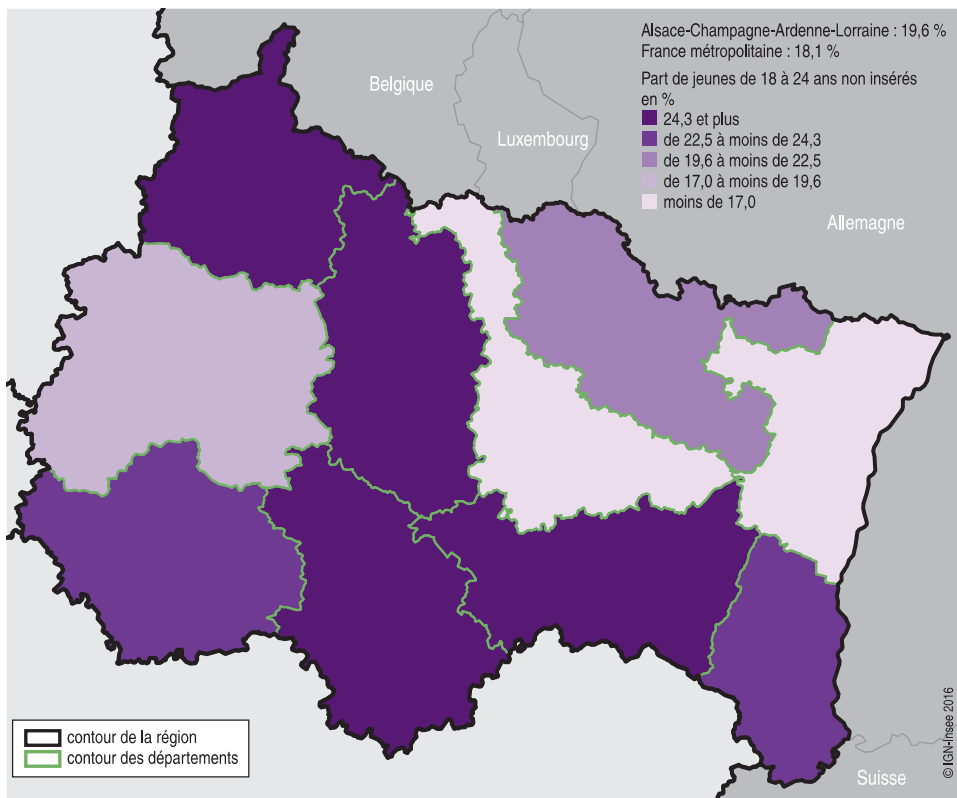 Alsace-Champagne-Ardenne-Lorraine : 19,6 %
France métropolitaine : 18,1 %
Part de jeunes de 18 à 24 ans non insérés
en %
24,3 et plus
de 22,5 à moins de 24,3
de 19,6 à moins de 22,5
de 17,0 à moins de 19,6
moins de 17,0
Belgique
Luxembourg
Allemagne
contour de la région
contour des départements
Suisse
© IGN-Insee 2016